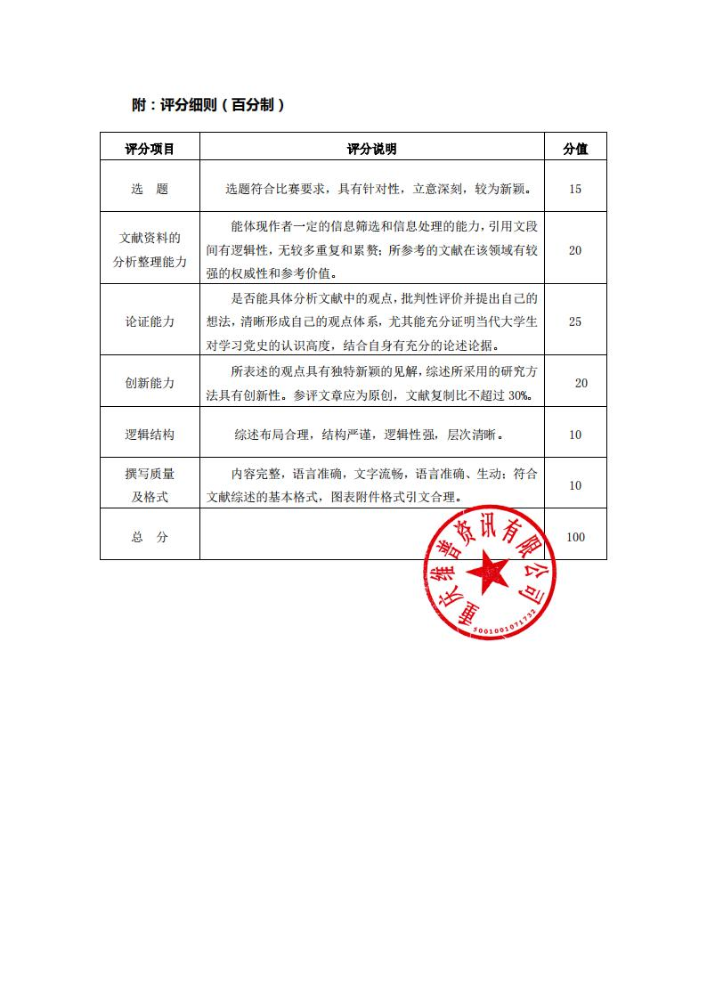 附：评分细则（百分制）
评分项目 评分说明 分值
选 题 选题符合比赛要求，具有针对性，立意深刻，较为新颖。 15
文献资料的
分析整理能力
能体现作者一定的信息筛选和信息处理的能力，引用文段
间有逻辑性，无较多重复和累赘；所参考的文献在该领域有较
强的权威性和参考价值。
20
论证能力
是否能具体分析文献中的观点，批判性评价并提出自己的
想法，清晰形成自己的观点体系，尤其能充分证明当代大学生
对学习党史的认识高度，结合自身有充分的论述论据。
25
创新能力
所表述的观点具有独特新颖的见解，综述所采用的研究方
法具有创新性。参评文章应为原创，文献复制比不超过 30%。
20
逻辑结构 综述布局合理，结构严谨，逻辑性强，层次清晰。 10
撰写质量
及格式
内容完整，语言准确，文字流畅，语言准确、生动；符合
文献综述的基本格式，图表附件格式引文合理。
10
总 分 100
重庆维普资讯有限公司
5001001071732